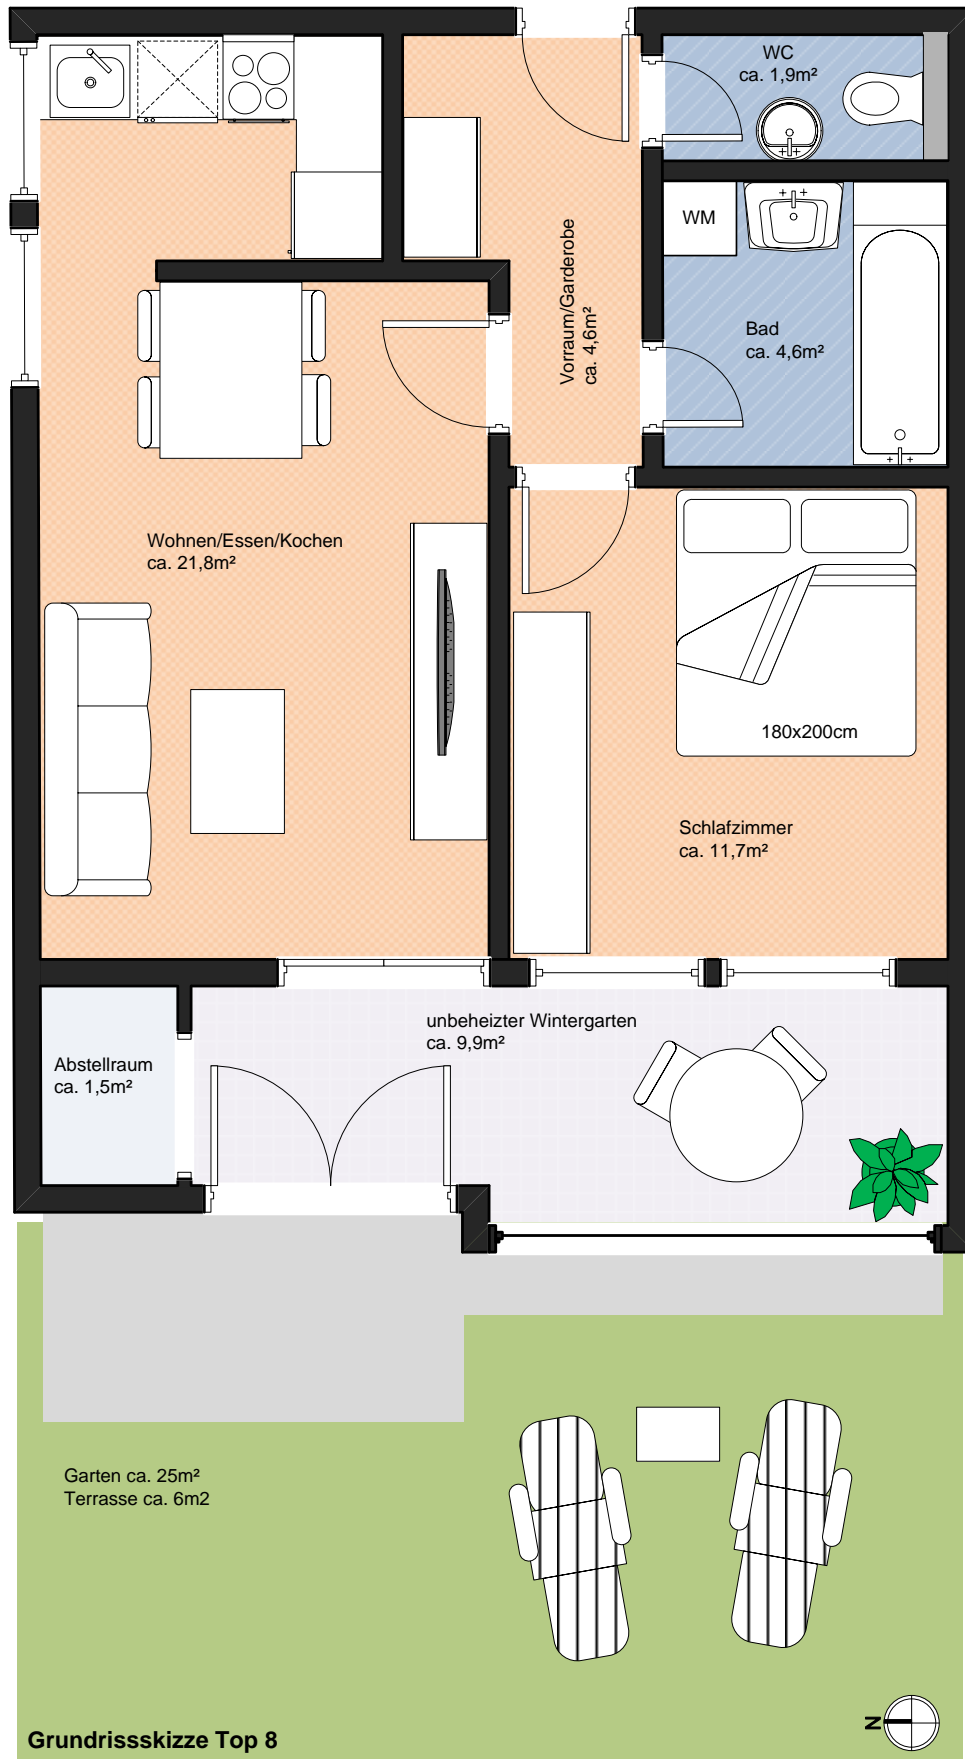 WC
ca. 1,9m²
WM
Vorraum/Garderobe
ca. 4,6m²
Bad
ca. 4,6m²
Wohnen/Essen/Kochen
ca. 21,8m²
180x200cm
Schlafzimmer
ca. 11,7m²
unbeheizter Wintergarten
ca. 9,9m²
Abstellraum
ca. 1,5m²
Garten ca. 25m²
Terrasse ca. 6m2
N
Grundrissskizze Top 8